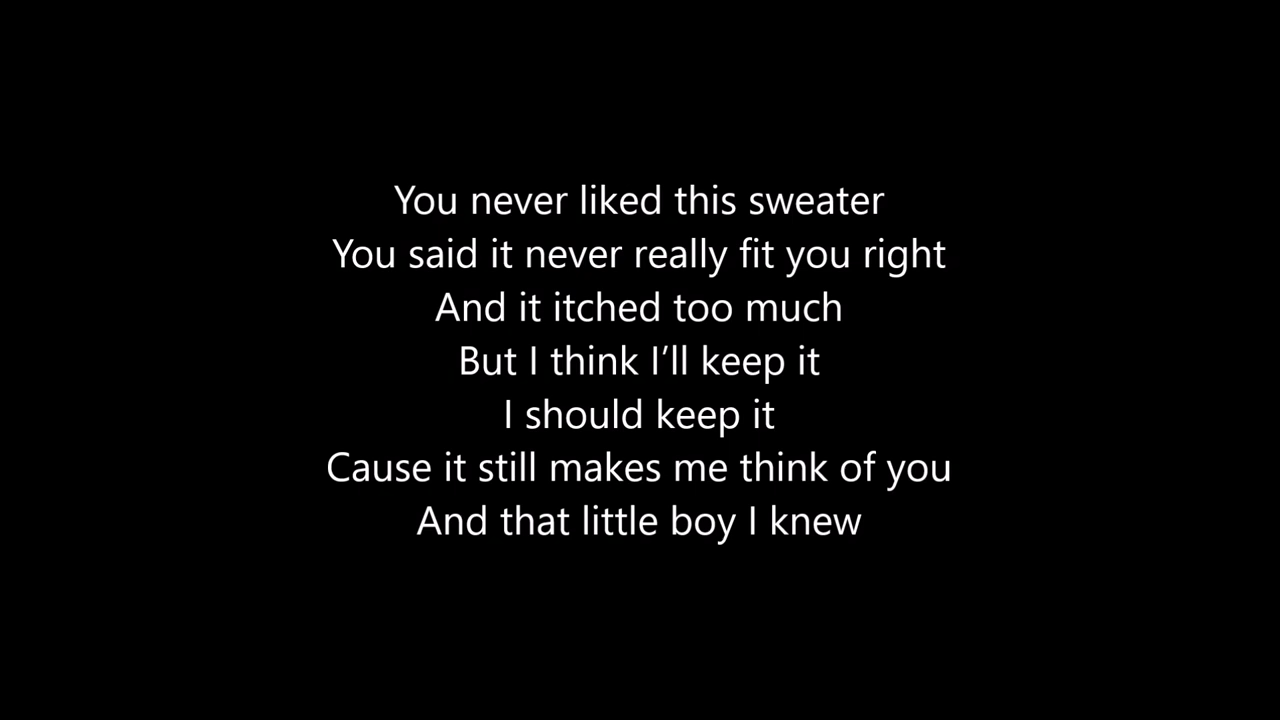 You never liked this sweater
You said it never really fit you right
And it itched too much
But I think I’ll keep it
I should keep it
Cause it still makes me think of you
And that little boy I knew